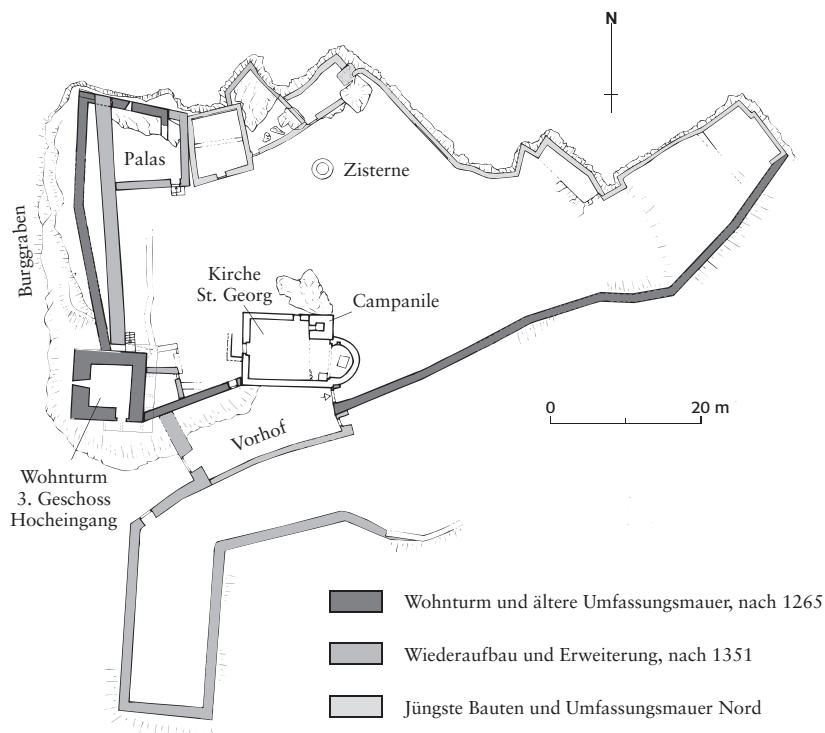 N
Palas
Zisterne
Burggraben
Kirche
St. Georg
Campanile
0 20 m
Vorhof
Wohnturm
3. Geschoss
Hocheingang
Wohnturm und ältere Umfassungsmauer, nach 1265
Wiederaufbau und Erweiterung, nach 1351
Jüngste Bauten und Umfassungsmauer Nord